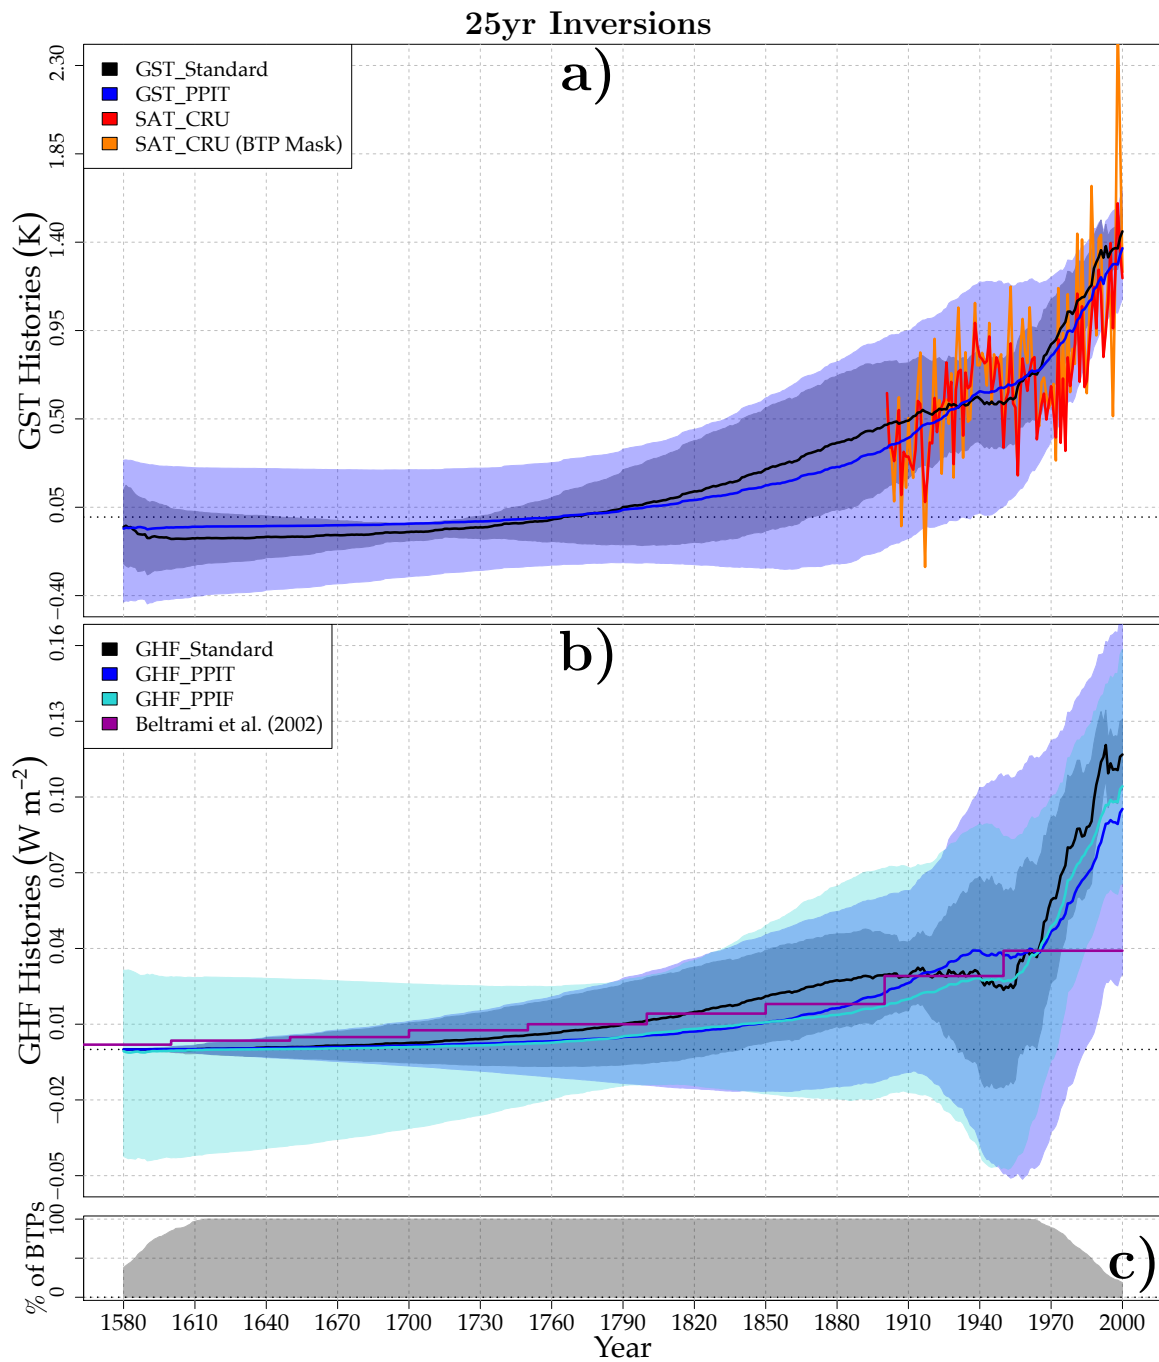 25yr Inversions
a)
GST_Standard
GST_PPIT
SAT_CRU
SAT_CRU (BTP Mask)
GST Histories (K)
2.30
1.85
1.40
0.95
0.50
0.05
−0.40
b)
GHF_Standard
GHF_PPIT
GHF_PPIF
Beltrami et al. (2002)
GHF Histories (W m−2)
0.16
0.13
0.10
0.07
0.04
0.01
−0.02
−0.05
c)
% of BTPs
100
0
1580 1610 1640 1670 1700 1730 1760 1790 1820 1850 1880 1910 1940 1970 2000
Year